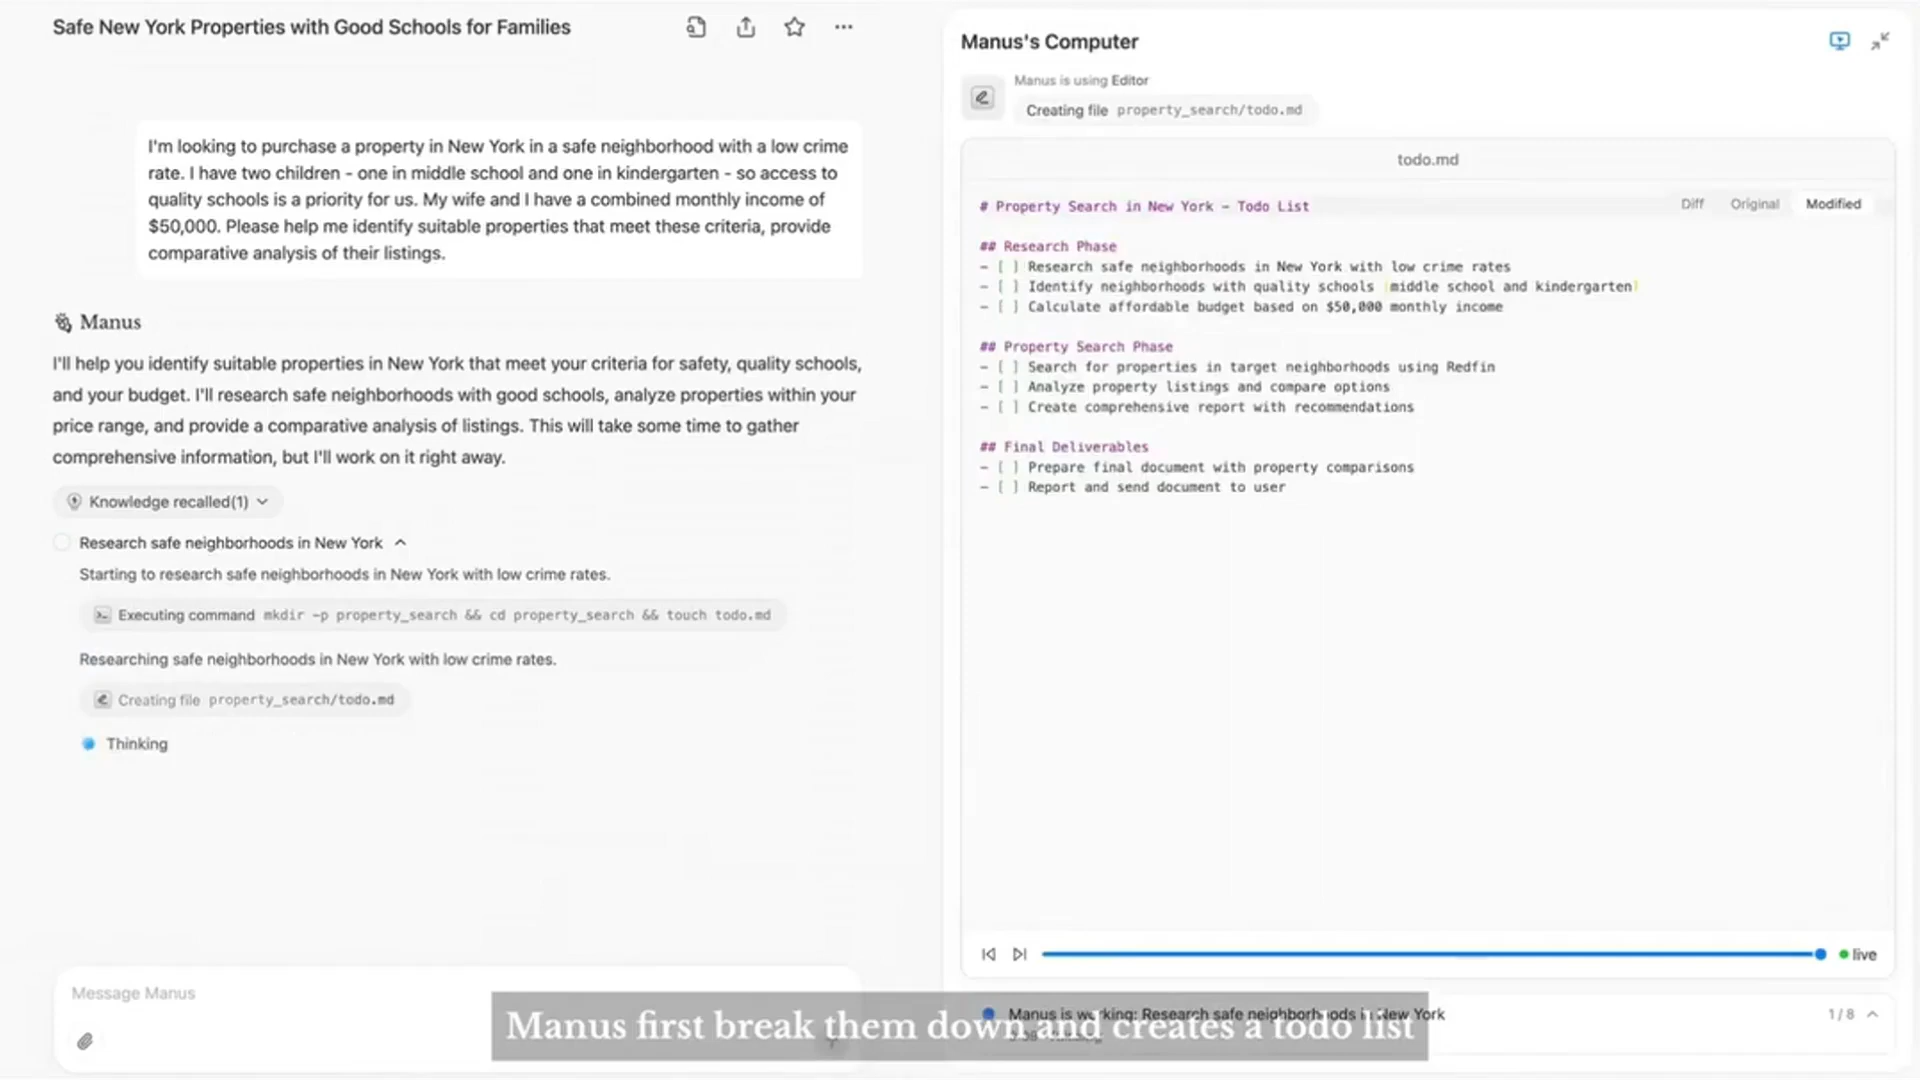 Safe New York Properties with Good Schools for Families
I'm looking to purchase a property in New York in a safe neighborhood with a low crime
rate. I have two children - one in middle school and one in kindergarten - so access to
quality schools is a priority for us. My wife and I have a combined monthly income of
$50,000. Please help me identify suitable properties that meet these criteria, provide
comparative analysis of their listings.
Manus
I'll help you identify suitable properties in New York that meet your criteria for safety, quality schools,
and your budget. I'll research safe neighborhoods with good schools, analyze properties within your
price range, and provide a comparative analysis of listings. This will take some time to gather
comprehensive information, but I'll work on it right away.
Knowledge recalled(1)
Research safe neighborhoods in New York
Starting to research safe neighborhoods in New York with low crime rates.
Executing command mkdir -p property_search && cd property_search && touch todo.md
Researching safe neighborhoods in New York with low crime rates.
Creating file property_search/todo.md
Thinking
Message Manus
Manus's Computer
Manus is using Editor
Creating file property_search/todo.md
todo.md
Diff Original Modified
# Property Search in New York - Todo List
## Research Phase
- [ ] Research safe neighborhoods in New York with low crime rates
- [ ] Identify neighborhoods with quality schools (middle school and kindergarten)
- [ ] Calculate affordable budget based on $50,000 monthly income
## Property Search Phase
- [ ] Search for properties in target neighborhoods using Redfin
- [ ] Analyze property listings and compare options
- [ ] Create comprehensive report with recommendations
## Final Deliverables
- [ ] Prepare final document with property comparisons
- [ ] Report and send document to user
live
Manus is working: Research safe neighborhoods in New York
1 / 8
Manus first break them down and creates a todo list